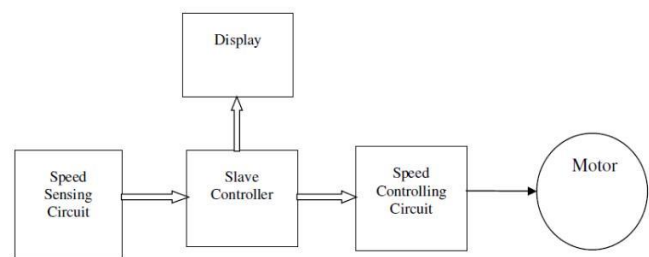 Display
Speed
Sensing
Circuit
Slave
Controller
Speed
Controlling
Circuit
Motor